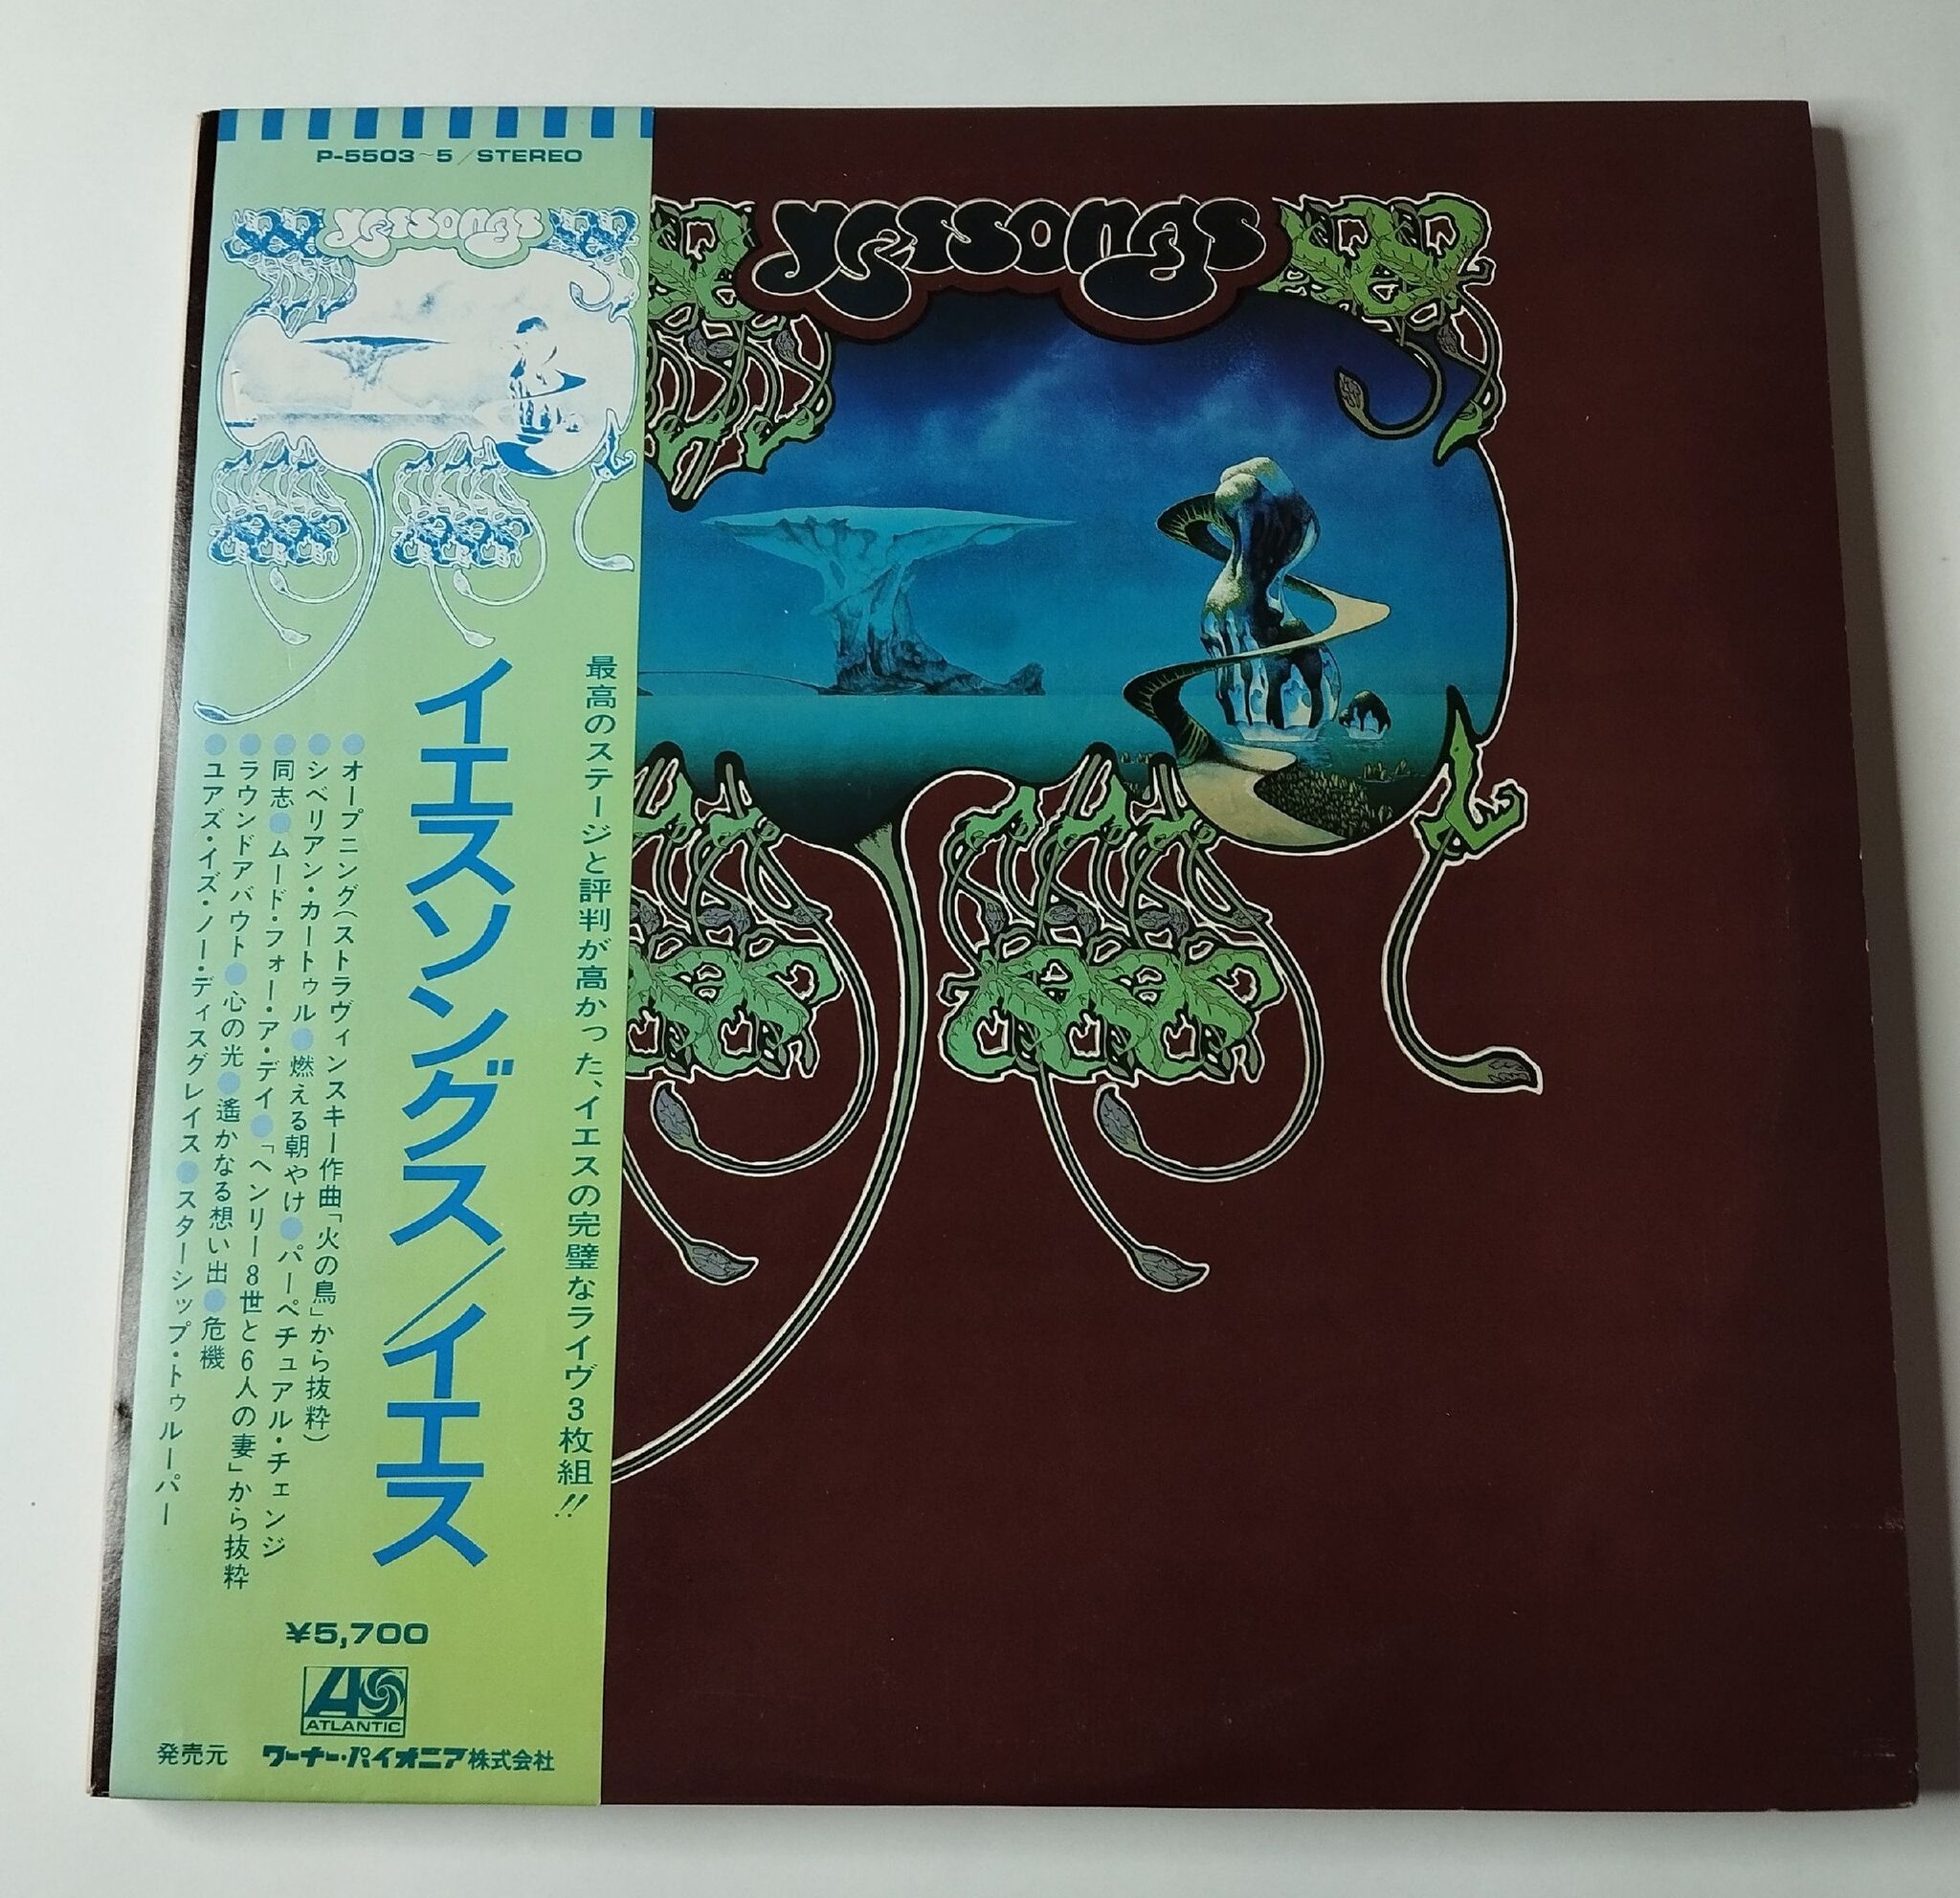 P-5503~5/STEREO
yessongs
yessongs
最高のステージと評判が高かった、イエスの完璧なライヴ3枚組!!
イエスソングス/イエス
●オープニング(ストラヴィンスキー作曲「火の鳥」から抜粋)
●シベリアン・カートゥル●燃える朝やけ●パーペチュアル・チェンジ
●同志●ムード・フォー・ア・デイ●「ヘンリー8世と6人の妻」から抜粋
●ラウンドアバウト●心の光●遙かなる想い出●危機
●ユアズ・イズ・ノー・ディスグレイス●スターシップ・トゥルーパー
¥5,700
ATLANTIC
発売元 ワーナー・パイオニア株式会社